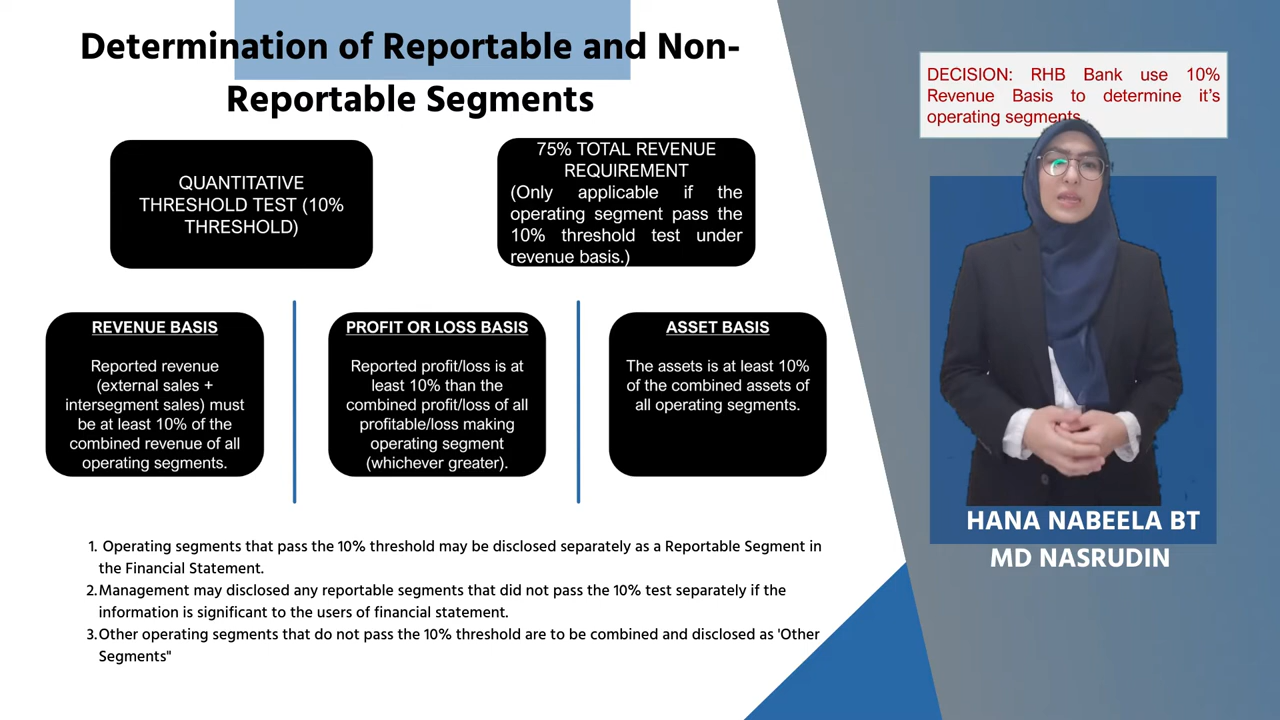 Determination of Reportable and Non-
Reportable Segments
DECISION: RHB Bank use 10%
Revenue Basis to determine it's
operating segments
QUANTITATIVE
THRESHOLD TEST (10%
THRESHOLD)
75% TOTAL REVENUE
REQUIREMENT
(Only applicable if the
operating segment pass the
10% threshold test under
revenue basis.)
REVENUE BASIS
Reported revenue
(external sales +
intersegment sales) must
be at least 10% of the
combined revenue of all
operating segments.
PROFIT OR LOSS BASIS
Reported profit/loss is at
least 10% than the
combined profit/loss of all
profitable/loss making
operating segment
(whichever greater).
ASSET BASIS
The assets is at least 10%
of the combined assets of
all operating segments.
1. Operating segments that pass the 10% threshold may be disclosed separately as a Reportable Segment in
the Financial Statement.
2. Management may disclosed any reportable segments that did not pass the 10% test separately if the
information is significant to the users of financial statement.
3. Other operating segments that do not pass the 10% threshold are to be combined and disclosed as 'Other
Segments"
HANA NABEELA BT
MD NASRUDIN